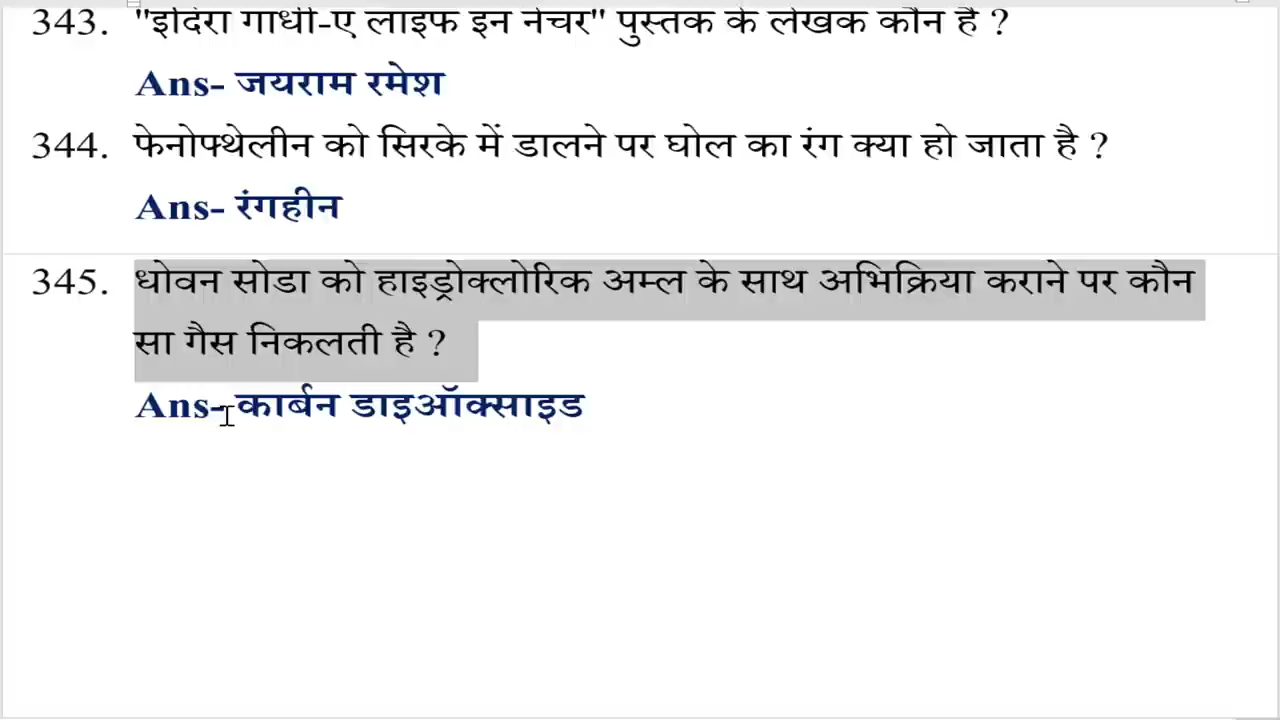 343. "इंदिरा गांधी-ए लाइफ इन नेचर" पुस्तक के लेखक कौन है ?
Ans- जयराम रमेश
344. फेनोफ्थेलीन को सिरके में डालने पर घोल का रंग क्या हो जाता है ?
Ans- रंगहीन
345. धोवन सोडा को हाइड्रोक्लोरिक अम्ल के साथ अभिक्रिया कराने पर कौन
सा गैस निकलती है ?
Ans- कार्बन डाइऑक्साइड